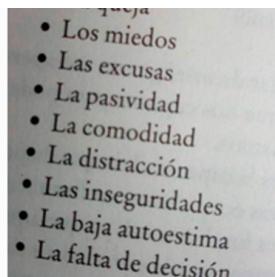 queja
• Los miedos
• Las excusas
• La pasividad
• La comodidad
• La distracción
• Las inseguridades
• La baja autoestima
• La falta de decisión